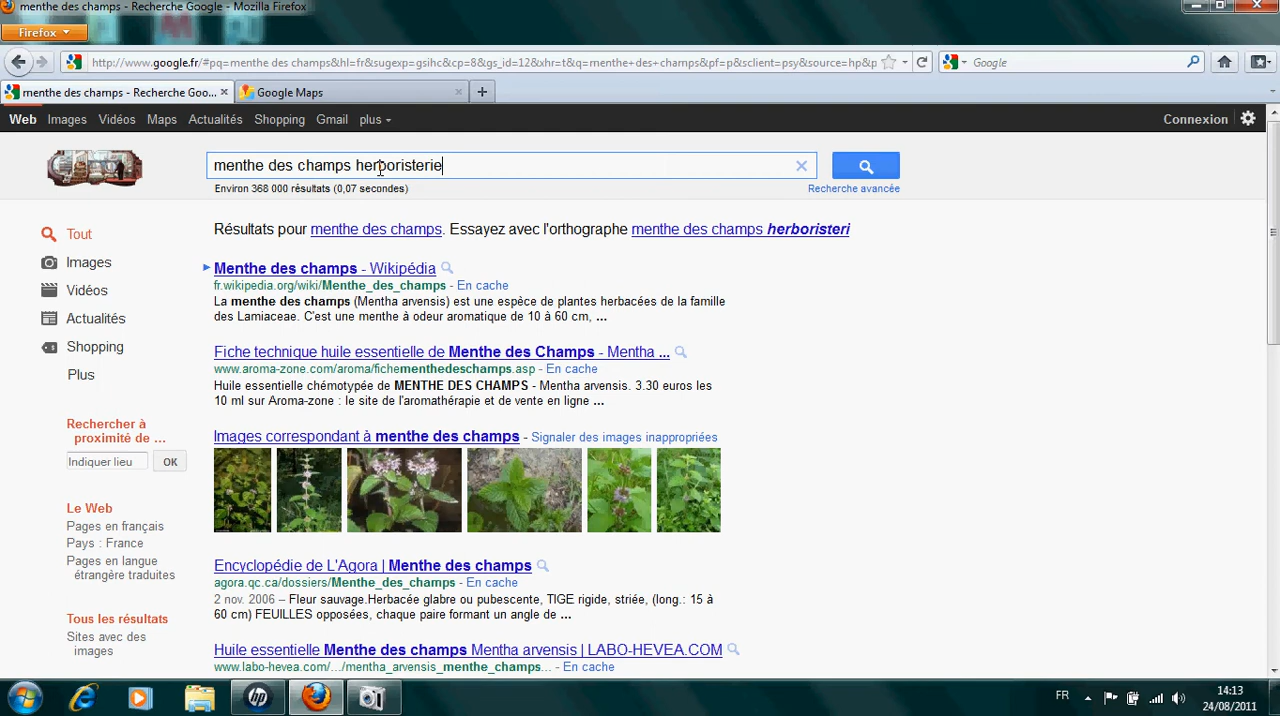 menthe des champs - Recherche Google - Mozilla Firefox
Firefox
http://www.google.fr/#pq=menthe des champs&hl=fr&sugexp=gsihc&cp=8&gs_id=12&xhr=t&q=menthe+des+champs&pf=p&sclient=psy&source=hp&p
Google
menthe des champs - Recherche Goo...
Google Maps
Web Images Vidéos Maps Actualités Shopping Gmail plus
Connexion
menthe des champs herboristerie
Environ 368 000 résultats (0,07 secondes)
Recherche avancée
Tout
Images
Vidéos
Actualités
Shopping
Plus
Rechercher à
proximité de ...
Indiquer lieu
OK
Le Web
Pages en français
Pays : France
Pages en langue
étrangère traduites
Tous les résultats
Sites avec des
images
Résultats pour menthe des champs. Essayez avec l'orthographe menthe des champs herboristeri
Menthe des champs - Wikipédia
fr.wikipedia.org/wiki/Menthe_des_champs - En cache
La menthe des champs (Mentha arvensis) est une espèce de plantes herbacées de la famille
des Lamiaceae. C'est une menthe à odeur aromatique de 10 à 60 cm, ...
Fiche technique huile essentielle de Menthe des Champs - Mentha ...
www.aroma-zone.com/aroma/fichementhedeschamps.asp - En cache
Huile essentielle chémotypée de MENTHE DES CHAMPS - Mentha arvensis. 3.30 euros les
10 ml sur Aroma-zone : le site de l'aromathérapie et de vente en ligne ...
Images correspondant à menthe des champs - Signaler des images inappropriées
Encyclopédie de L'Agora | Menthe des champs
agora.qc.ca/dossiers/Menthe_des_champs - En cache
2 nov. 2006 – Fleur sauvage.Herbacée glabre ou pubescente, TIGE rigide, striée, (long.: 15 à
60 cm) FEUILLES opposées, chaque paire formant un angle de ...
Huile essentielle Menthe des champs Mentha arvensis | LABO-HEVEA.COM
www.labo-hevea.com/.../mentha_arvensis_menthe_champs... - En cache
hp
FR
14:13
24/08/2011